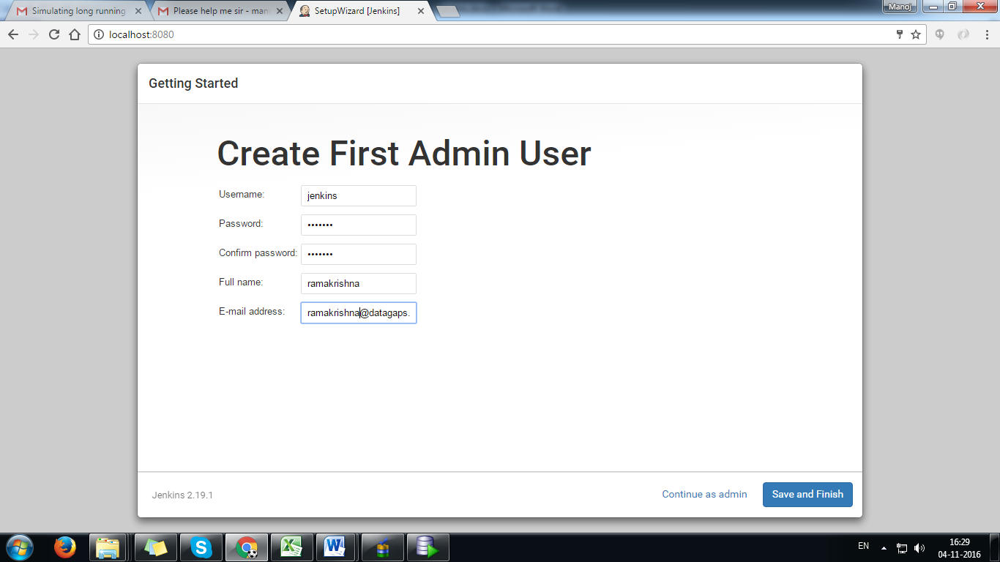 Simulating long running
Please help me sir - man
SetupWizard [Jenkins]
Manoj
localhost:8080
Getting Started
Create First Admin User
Username:
jenkins
Password:
•••••••
Confirm password:
•••••••
Full name:
ramakrishna
E-mail address:
ramakrishna@datagaps.
Jenkins 2.19.1
Continue as admin
Save and Finish
EN
16:29
04-11-2016